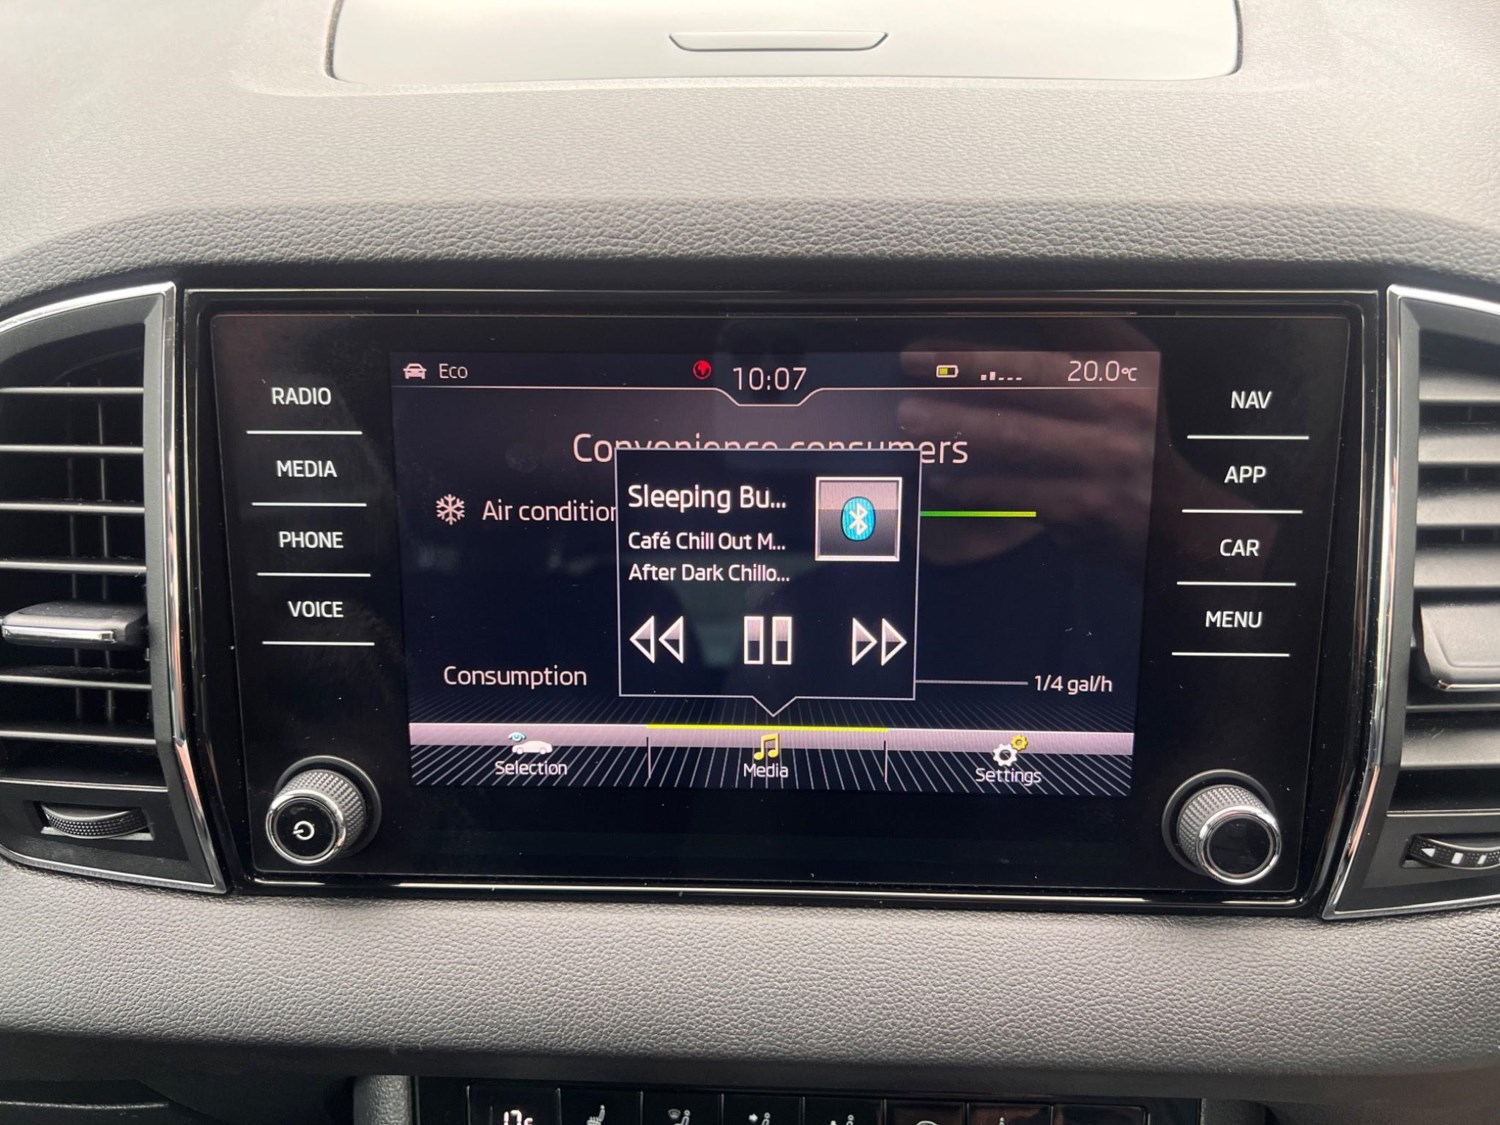 Eco
10:07
20.0°C
RADIO
MEDIA
PHONE
VOICE
NAV
APP
CAR
MENU
Convenience consumers
Air condition
Sleeping Bu...
Café Chill Out M...
After Dark Chillo...
Consumption
1/4 gal/h
Selection
Media
Settings